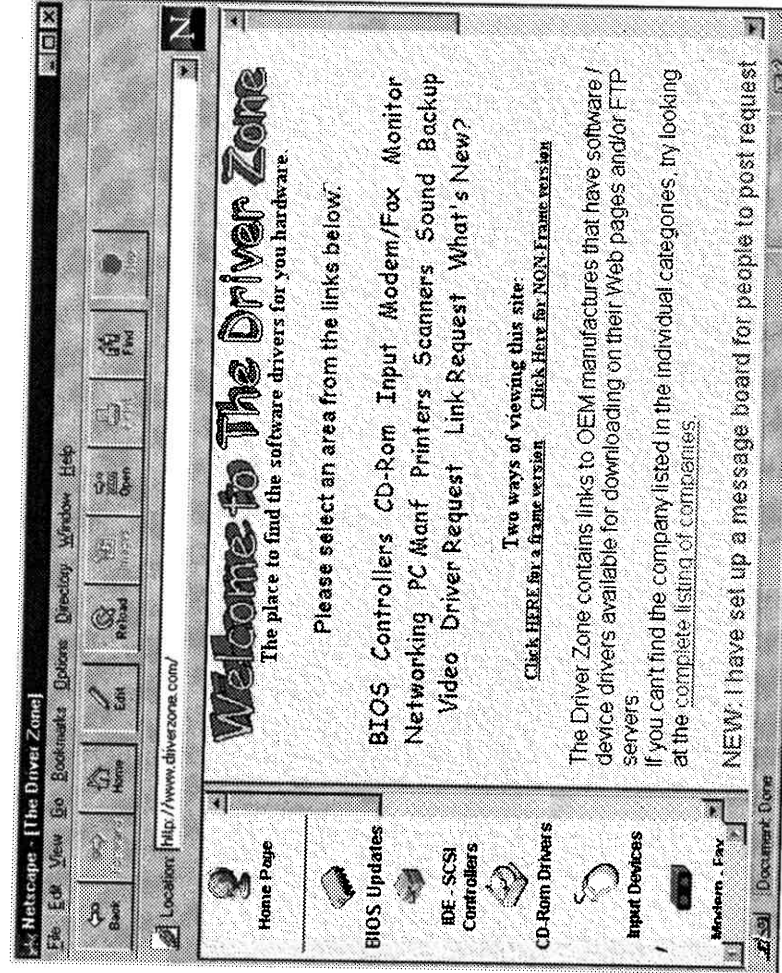 Netscape - [The Driver Zone]
File Edit View Go Bookmarks Options Directory Window Help
Back Forward Home Edit Reload Images Open Print Find Stop
Location: http://www.driverzone.com/
N
Home Page
BIOS Updates
IDE - SCSI
Controllers
CD-Rom Drivers
Input Devices
Modem - Fax
Welcome to The Driver Zone
The place to find the software drivers for you hardware.
Please select an area from the links below:
BIOS Controllers CD-Rom Input Modem/Fax Monitor
Networking PC Manf Printers Scanners Sound Backup
Video Driver Request Link Request What's New?
Two ways of viewing this site:
Click HERE for a frame version Click Here for NON-Frame version
The Driver Zone contains links to OEM manufactures that have software /
device drivers available for downloading on their Web pages and/or FTP
servers
If you can't find the company listed in the individual categories, try looking
at the complete listing of companies.
NEW: I have set up a message board for people to post request
Document: Done